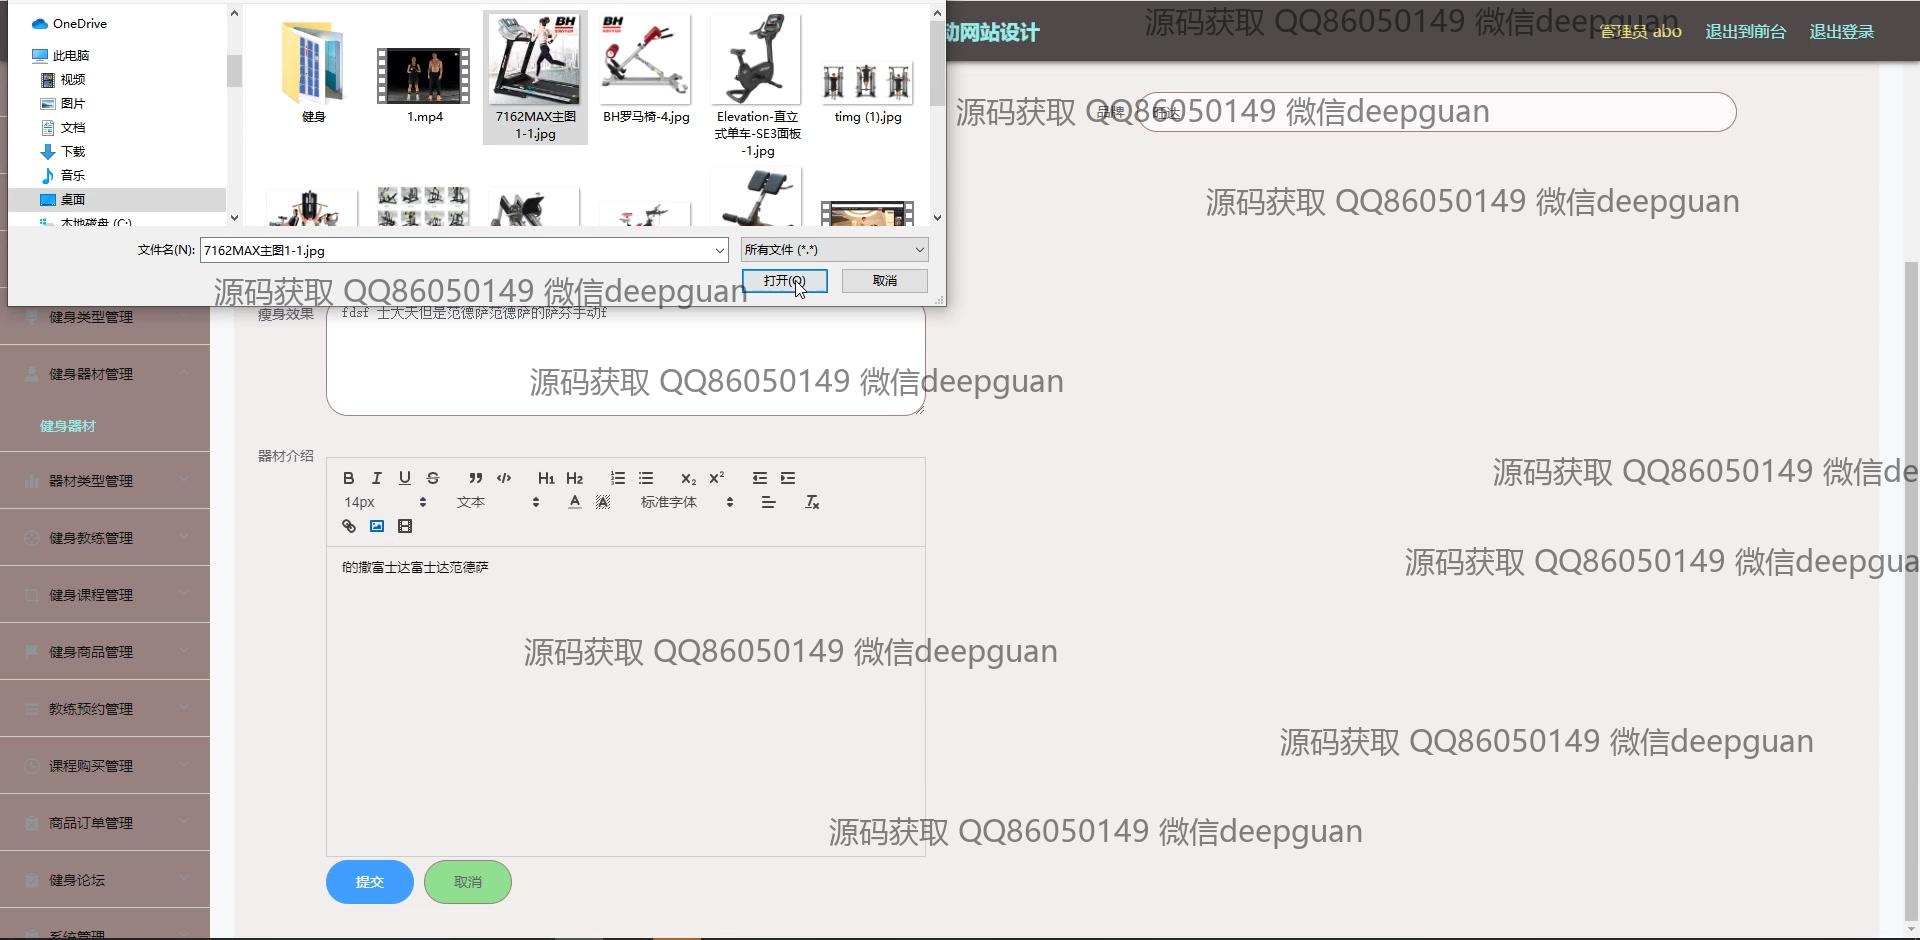 OneDrive
此电脑
视频
图片
文档
下载
音乐
桌面
本地磁盘 (C:)
健身
1.mp4
7162MAX主图1-1.jpg
BH罗马椅-4.jpg
Elevation-直立式单车-SE3面板-1.jpg
timg (1).jpg
文件名(N):
7162MAX主图1-1.jpg
所有文件 (*.*)
打开(O)
取消
动网站设计
管理员 abo
退出到前台
退出登录
源码获取 QQ86050149 微信deepguan
品牌
源码获取 QQ86050149 微信deepguan
源码获取 QQ86050149 微信deepguan
源码获取 QQ86050149 微信deepguan
瘦身效果
fdsf 士大夫但是范德萨范德萨的萨芬手动f
源码获取 QQ86050149 微信deepguan
健身类型管理
健身器材管理
健身器材
器材类型管理
健身教练管理
健身课程管理
健身商品管理
教练预约管理
课程购买管理
商品订单管理
健身论坛
系统管理
器材介绍
B I U S H1 H2 x2 x2
14px 文本 A A 标准字体 Tx
f的撒富士达富士达范德萨
源码获取 QQ86050149 微信de
源码获取 QQ86050149 微信deepgua
源码获取 QQ86050149 微信deepguan
源码获取 QQ86050149 微信deepguan
源码获取 QQ86050149 微信deepguan
提交
取消